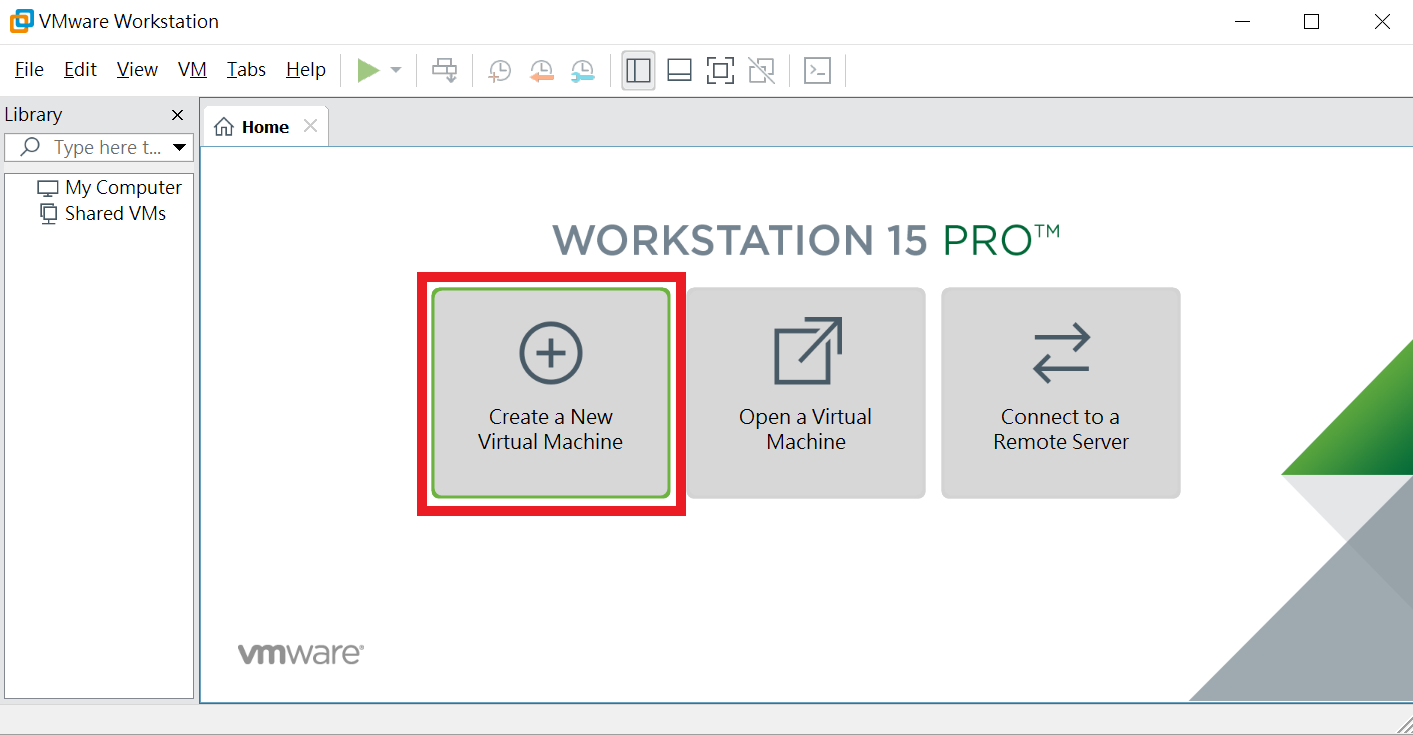 VMware Workstation
File Edit View VM Tabs Help
Library
Home
Type here t...
My Computer
Shared VMs
WORKSTATION 15 PRO™
Create a New
Virtual Machine
Open a Virtual
Machine
Connect to a
Remote Server
vmware®